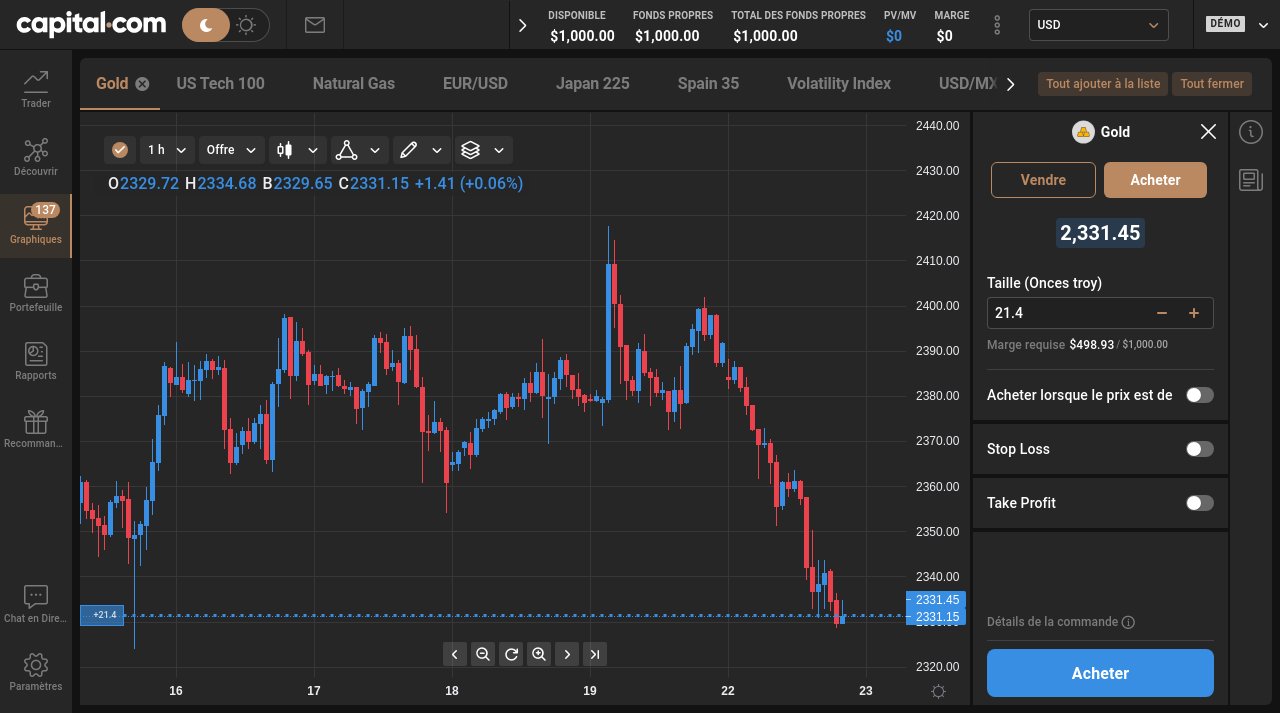 capital.com
DISPONIBLE FONDS PROPRES TOTAL DES FONDS PROPRES PV/MV MARGE
$1,000.00 $1,000.00 $1,000.00 $0 $0
USD
DÉMO
Trader
Découvrir
137
Graphiques
Portefeuille
Rapports
Recomman...
Chat en Dire...
Paramètres
Gold US Tech 100 Natural Gas EUR/USD Japan 225 Spain 35 Volatility Index USD/MX
Tout ajouter à la liste Tout fermer
1 h Offre
O2329.72 H2334.68 B2329.65 C2331.15 +1.41 (+0.06%)
2440.00
2430.00
2420.00
2410.00
2400.00
2390.00
2380.00
2370.00
2360.00
2350.00
2340.00
2331.45
2331.15
2320.00
+21.4
16 17 18 19 22 23
Gold
Vendre Acheter
2,331.45
Taille (Onces troy)
21.4
Marge requise $498.93 / $1,000.00
Acheter lorsque le prix est de
Stop Loss
Take Profit
Détails de la commande
Acheter